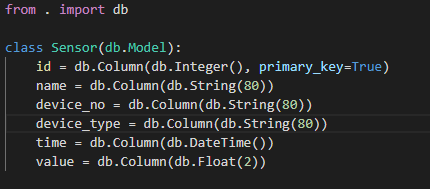 from . import db
class Sensor(db.Model):
id = db.Column(db.Integer(), primary_key=True)
name = db.Column(db.String(80))
device_no = db.Column(db.String(80))
device_type = db.Column(db.String(80))
time = db.Column(db.DateTime())
value = db.Column(db.Float(2))